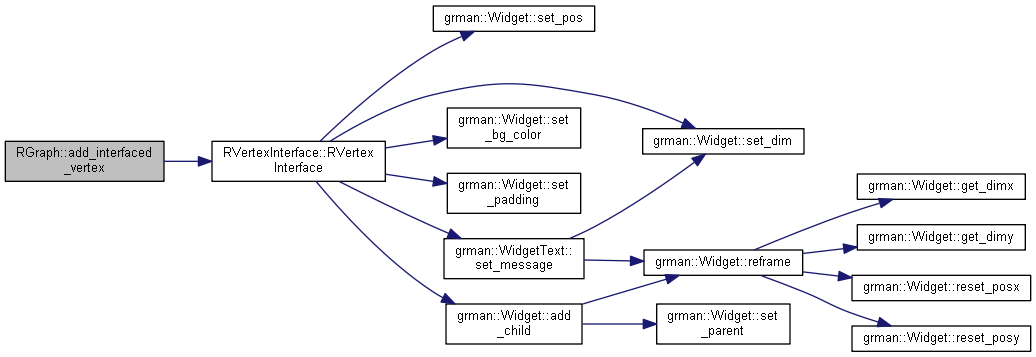 grman::Widget::set_pos
grman::Widget::set
_bg_color
grman::Widget::set_dim
RGraph::add_interfaced
_vertex
RVertexInterface::RVertex
Interface
grman::Widget::set
_padding
grman::Widget::get_dimx
grman::WidgetText::
set_message
grman::Widget::get_dimy
grman::Widget::reframe
grman::Widget::reset_posx
grman::Widget::add
_child
grman::Widget::set
_parent
grman::Widget::reset_posy